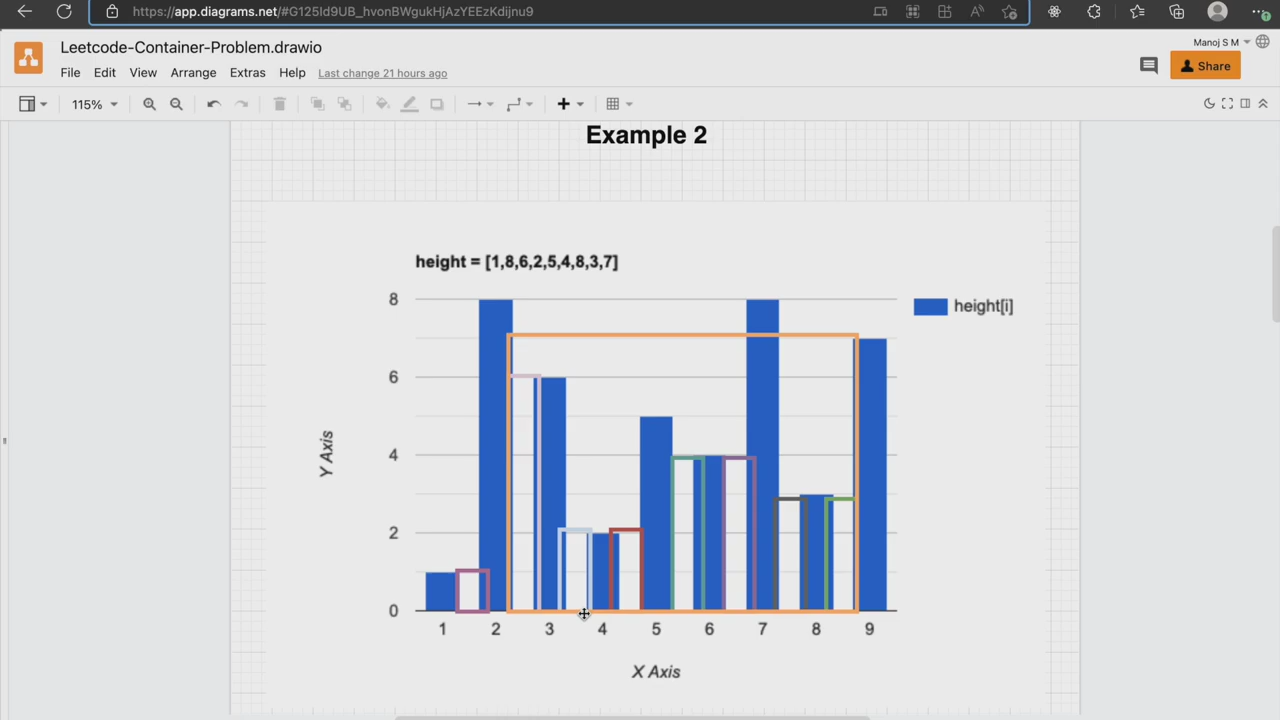 https://app.diagrams.net/#G125Id9UB_hvonBWgukHjAzYEEzKdijnu9
Leetcode-Container-Problem.drawio
Manoj S M
File Edit View Arrange Extras Help Last change 21 hours ago
Share
115%
Example 2
height = [1,8,6,2,5,4,8,3,7]
8
height[i]
6
Y Axis
4
2
0
1 2 3 4 5 6 7 8 9
X Axis